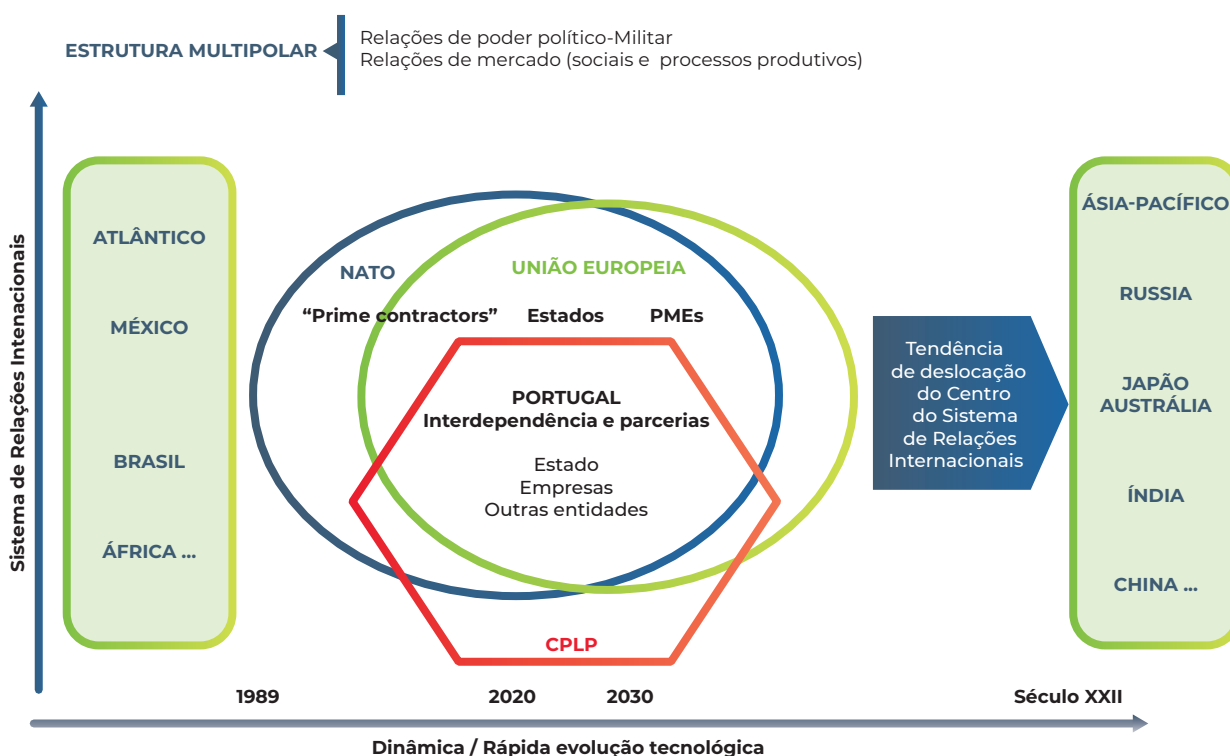 ESTRUTURA MULTIPOLAR
Relações de poder político-Militar
Relações de mercado (sociais e processos produtivos)
Sistema de Relações Intenacionais
ATLÂNTICO
MÉXICO
BRASIL
ÁFRICA ...
NATO
UNIÃO EUROPEIA
“Prime contractors” Estados PMEs
PORTUGAL
Interdependência e parcerias
Estado
Empresas
Outras entidades
CPLP
Tendência
de deslocação
do Centro
do Sistema
de Relações
Internacionais
ÁSIA-PACÍFICO
RUSSIA
JAPÃO
AUSTRÁLIA
ÍNDIA
CHINA ...
1989 2020 2030 Século XXII
Dinâmica / Rápida evolução tecnológica